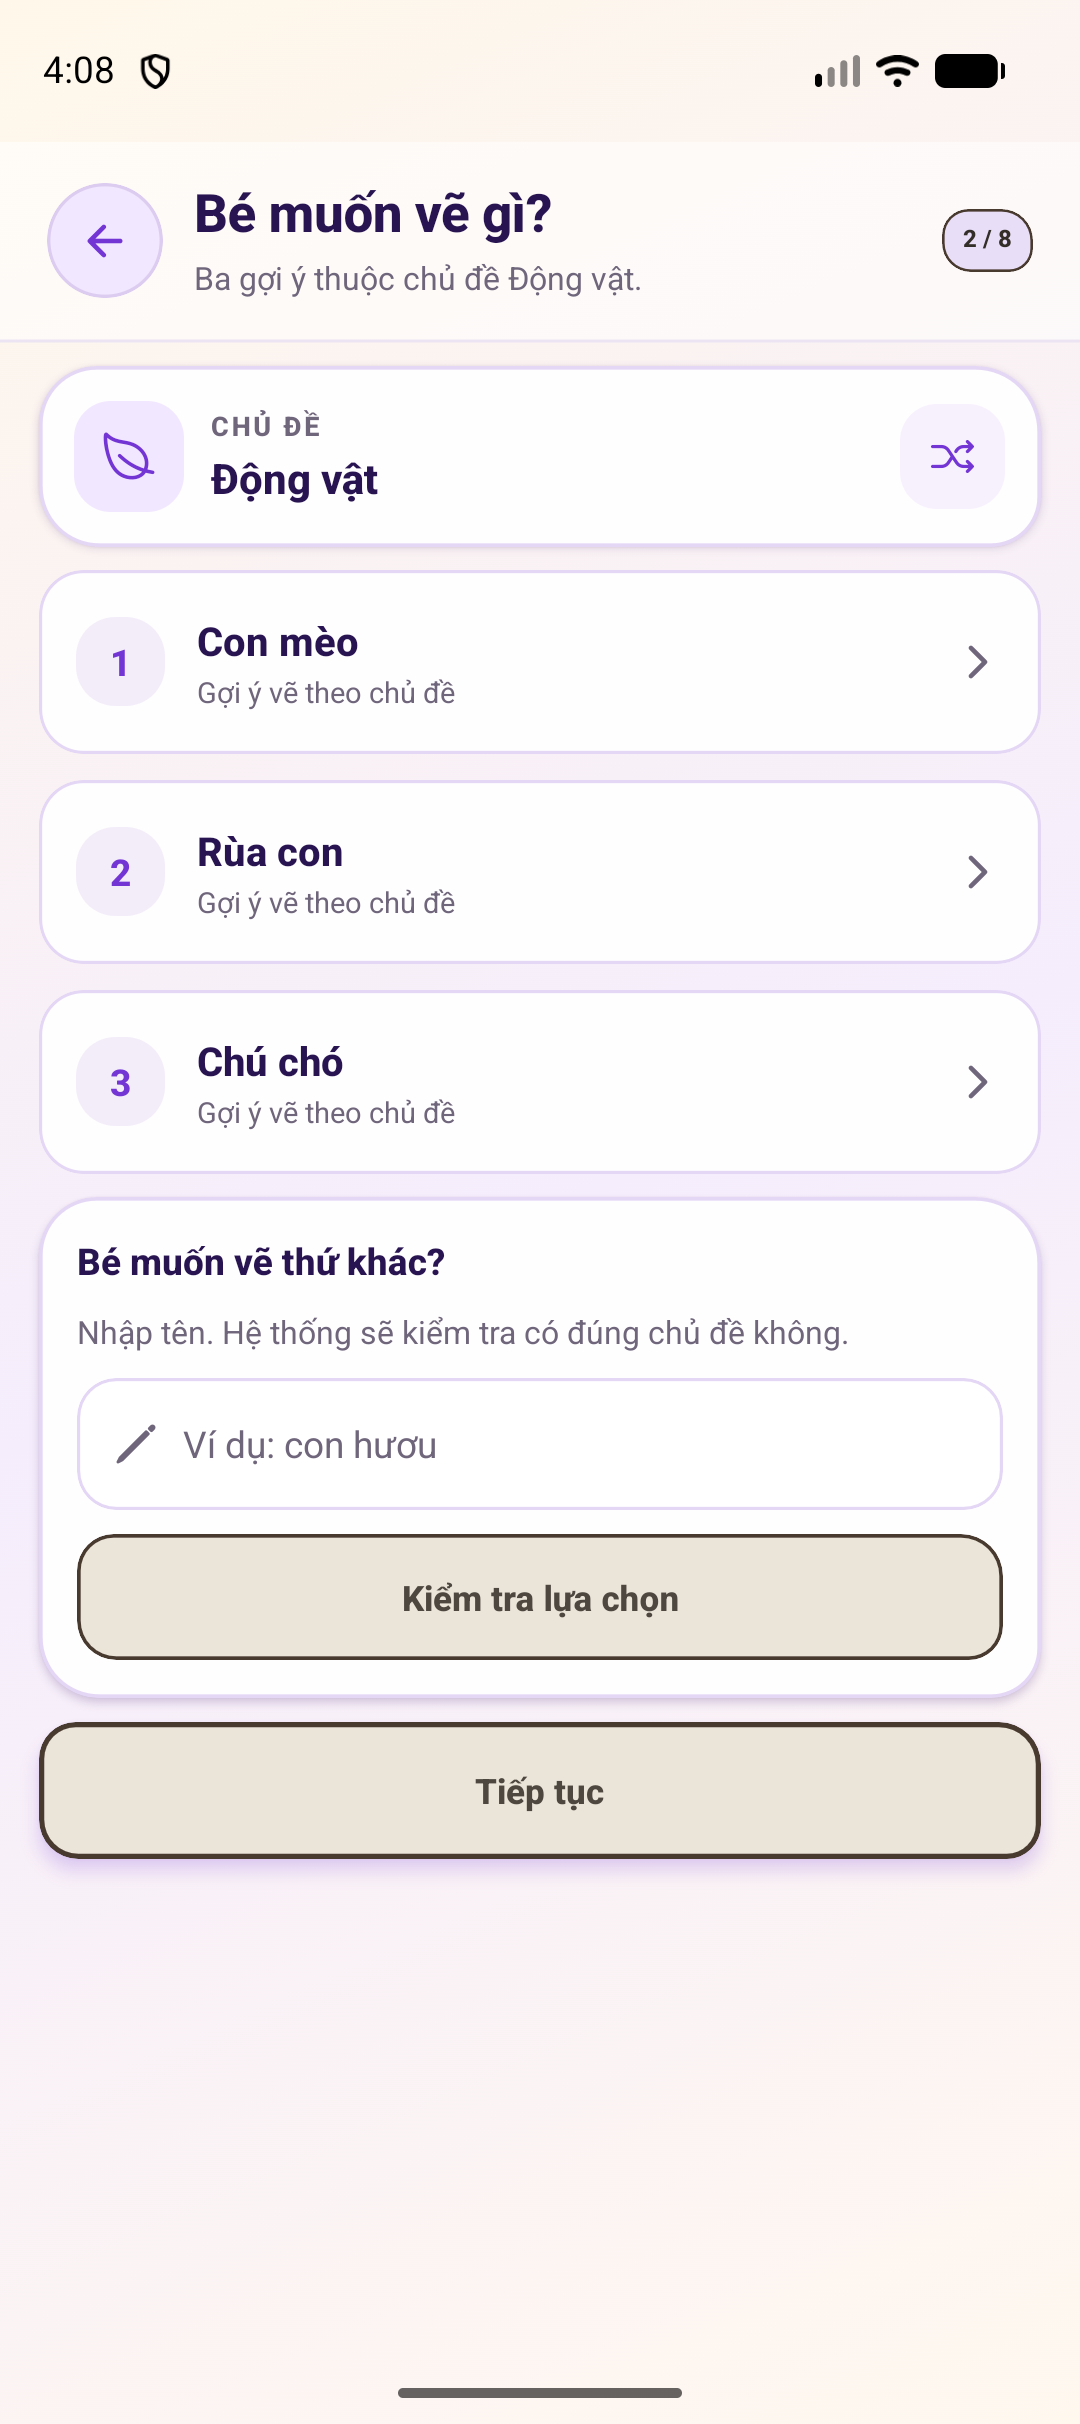 4:08
Bé muốn vẽ gì?
Ba gợi ý thuộc chủ đề Động vật.
2 / 8
CHỦ ĐỀ
Động vật
1
Con mèo
Gợi ý vẽ theo chủ đề
2
Rùa con
Gợi ý vẽ theo chủ đề
3
Chú chó
Gợi ý vẽ theo chủ đề
Bé muốn vẽ thứ khác?
Nhập tên. Hệ thống sẽ kiểm tra có đúng chủ đề không.
Ví dụ: con hươu
Kiểm tra lựa chọn
Tiếp tục